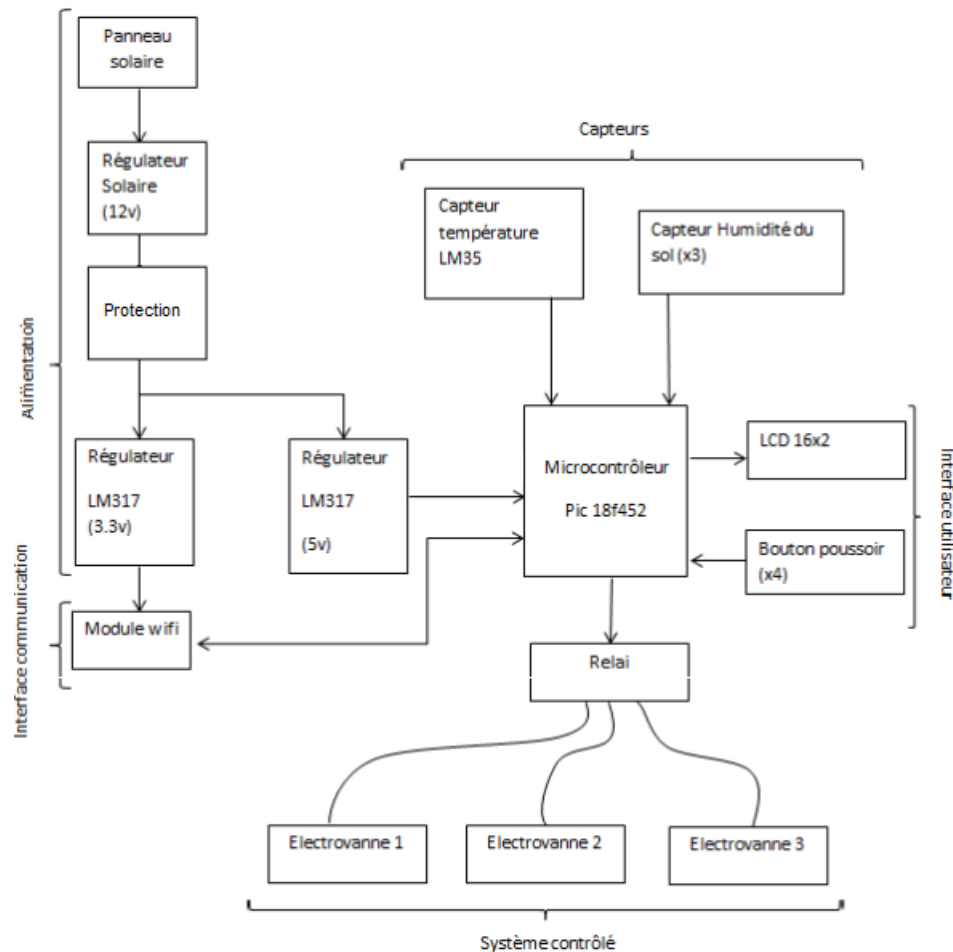 Panneau
solaire
Régulateur
Solaire
(12v)
Protection
Alimentation
Régulateur
LM317
(3.3v)
Régulateur
LM317
(5v)
Interface communication
Module wifi
Capteurs
Capteur
température
LM35
Capteur Humidité du
sol (x3)
Microcontrôleur
Pic 18f452
LCD 16x2
Bouton poussoir
(x4)
Interface utilisateur
Relai
Electrovanne 1
Electrovanne 2
Electrovanne 3
Système contrôlé